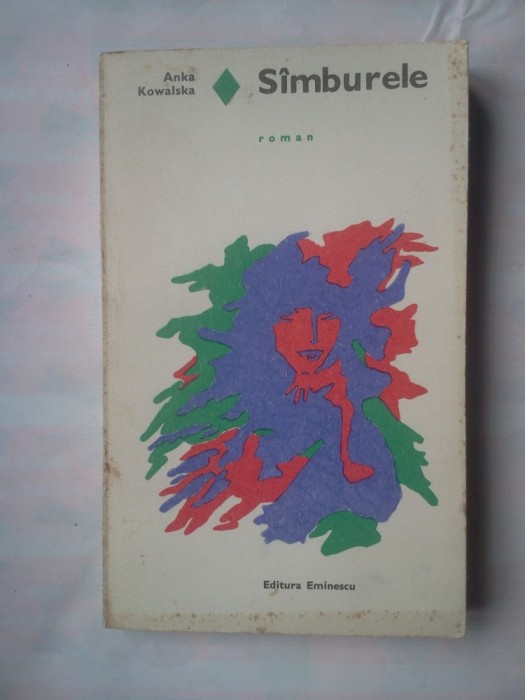 Anka
Kowalska
Sîmburele
roman
Editura Eminescu